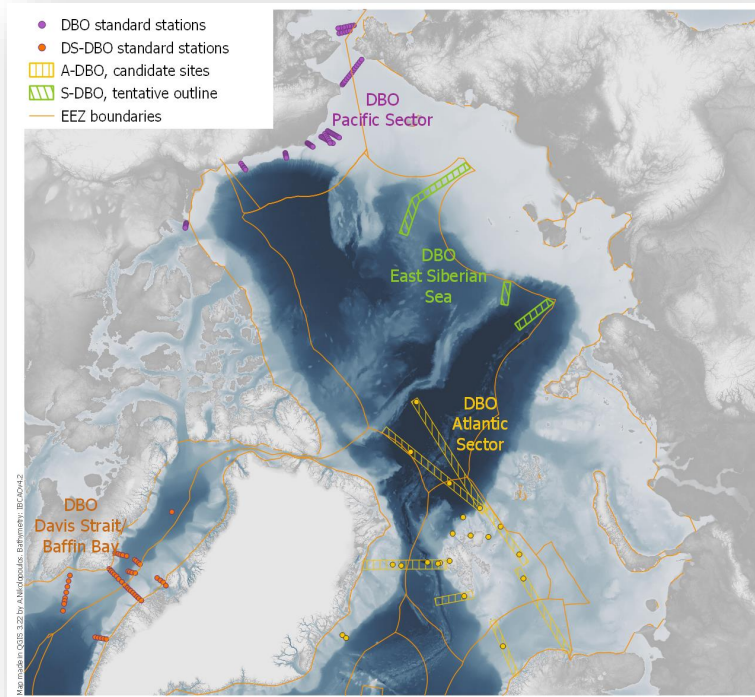 DBO standard stations
DS-DBO standard stations
A-DBO, candidate sites
S-DBO, tentative outline
EEZ boundaries
DBO
Pacific Sector
DBO
East Siberian
Sea
DBO
Atlantic
Sector
DBO
Davis Strait/
Baffin Bay
Map made in QGIS 3.22 by A.Nikolopoulos; Bathymetry: IBCAOv4.2